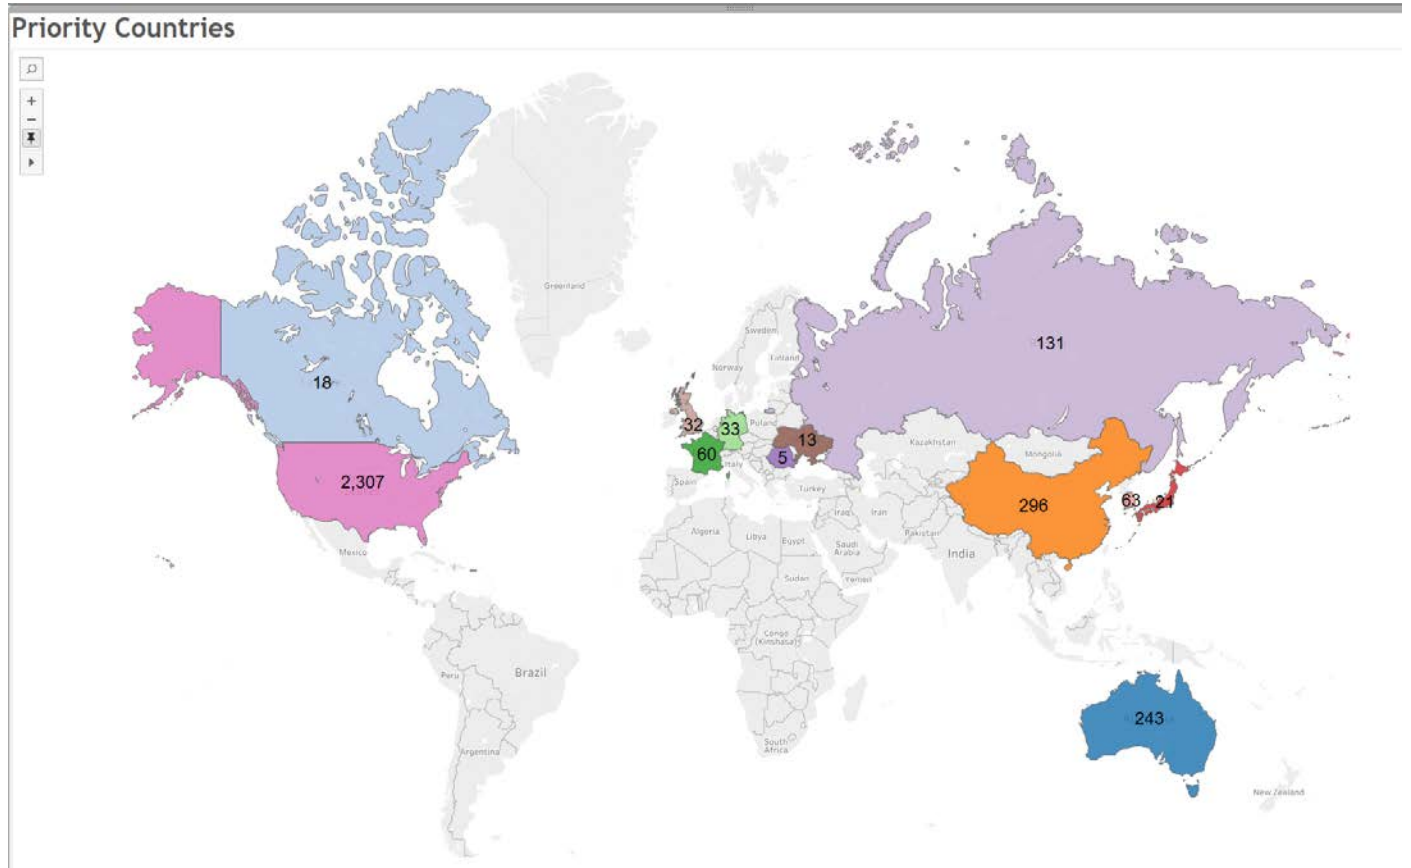 Priority Countries
Greenland
Sweden
Finland
Norway
131
18
32
33
Poland
13
60
5
Italy
Spain
Turkey
Kazakhstan
Mongolia
2,307
296
63
21
Mexico
Algeria
Libya
Egypt
Iraq
Iran
Saudi
Arabia
Pakistan
India
Sudan
Yemen
Congo
(Kinshasa)
Brazil
Peru
243
South
Africa
Argentina
New Zealand